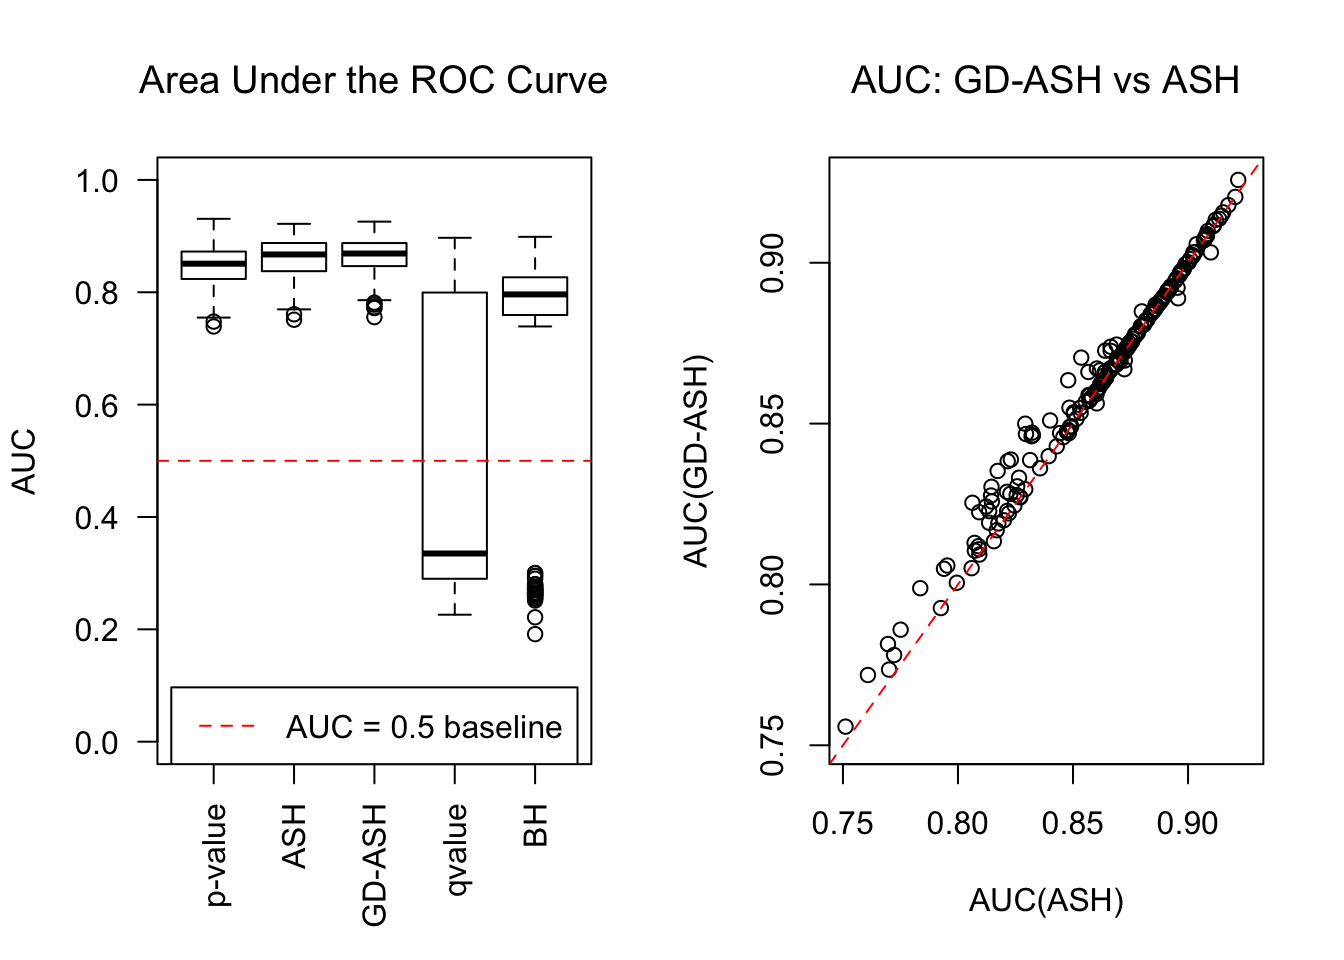 Area Under the ROC Curve
AUC
1.0
0.8
0.6
0.4
0.2
0.0
AUC = 0.5 baseline
p-value
ASH
GD-ASH
qvalue
BH
AUC: GD-ASH vs ASH
AUC(GD-ASH)
0.90
0.85
0.80
0.75
0.75 0.80 0.85 0.90
AUC(ASH)